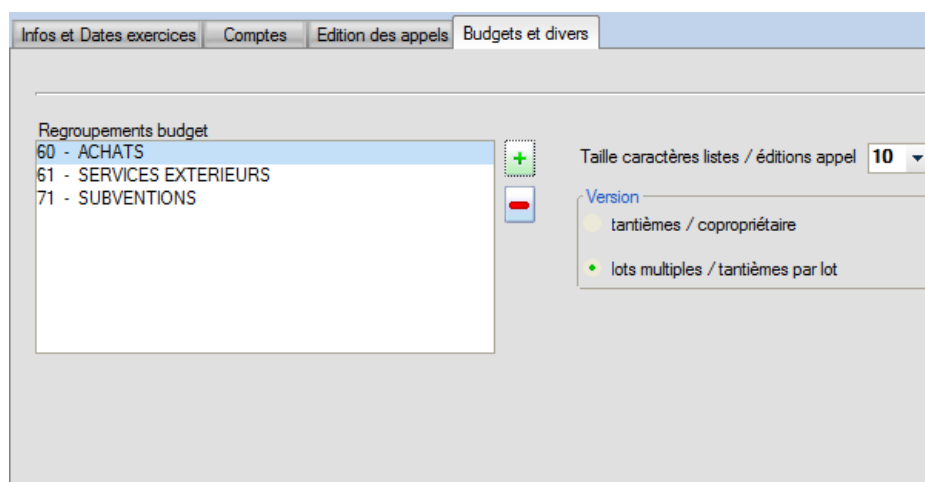 Infos et Dates exercices Comptes Edition des appels Budgets et divers
Regroupements budget
60 - ACHATS
61 - SERVICES EXTERIEURS
71 - SUBVENTIONS
Taille caractères listes / éditions appel 10
Version
tantièmes / copropriétaire
lots multiples / tantièmes par lot